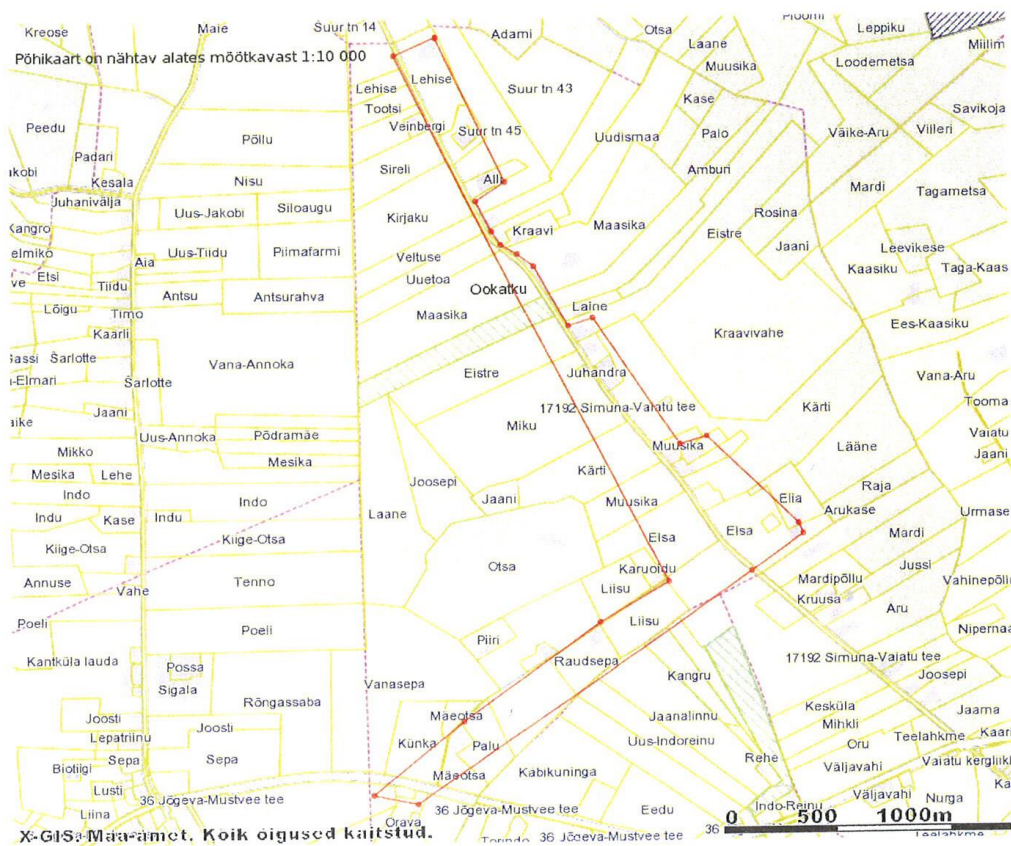 Kreose
Maie
Suur tn 14
Adami
Otsa
Laane
Muusika
Ploomi
Leppiku
Miilim
Loodemetsa
Põhikaart on nähtav alates mõõtkavast 1:10 000
Lehise
Lehise
Tootsi
Veinbergi
Suur tn 43
Suur tn 45
Kase
Palo
Uudismaa
Amburi
Savikoja
Väike-Aru
Villeri
Peedu
Padari
Kesala
Põllu
Nisu
Sireli
Alli
Mardi
Tagametsa
Juhanivälja
Uus-Jakobi
Siloaugu
Kirjaku
Kraavi
Maasika
Eistre
Rosina
Jaani
Leevikese
Kaasiku
Taga-Kaas
Kangro
Etsi
Aia
Tiidu
Uus-Tiidu
Piimafarmi
Veltuse
Uuetoa
Maasika
Ookatku
Lõigu
Timo
Kaarli
Antsu
Antsurahva
Laine
Kraavivahe
Ees-Kaasiku
Šarlotte
Šarlotte
Vana-Annoka
Eistre
Juhandra
Vana-Aru
Tooma
Jaani
Uus-Annoka
Põdramäe
Mesika
17192 Simuna-Vaiatu tee
Miku
Muusika
Kärti
Lääne
Vaiatu
Jaani
Mikko
Mesika
Lehe
Indo
Indo
Joosepi
Jaani
Kärti
Muusika
Elia
Raja
Arukase
Urmase
Indu
Kase
Indu
Kiige-Otsa
Kiige-Otsa
Laane
Otsa
Eisa
Elsa
Mardi
Jussi
Annuse
Vahe
Tenno
Karuoidu
Liisu
Liisu
Mardipõllu
Kruusa
Aru
Vahinepõllu
Poeli
Poeli
Piiri
Nipernaa
Kantküla lauda
Possa
Sigala
Rõngassaba
Vanasepa
Raudsepa
Kangru
17192 Simuna-Vaiatu tee
Joosepi
Joosti
Lepatriinu
Joosti
Mäeotsa
Künka
Palu
Jaanalinnu
Uus-Indoreinu
Kesküla
Mihkli
Jaama
Oru
Teelahkme
Sepa
Sepa
Biotiigi
Lusti
Liina
Mäeotsa
Kabikuninga
Rehe
Väljavahi
Vaiatu kergliikl
36 Jõgeva-Mustvee tee
Orava
36 Jõgeva-Mustvee tee
Eedu
Indo-Reinu
Väljavahi
Nurga
0 500 1000m
X-GIS. Maa-amet. Kõik õigused kaitstud.
36 Jõgeva-Mustvee tee
36